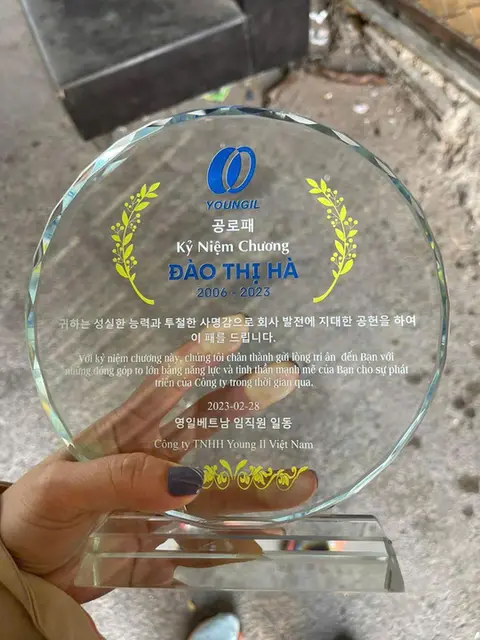 YOUNGIL
공로패
Kỷ Niệm Chương
ĐÀO THỊ HÀ
2006 - 2023
귀하는 성실한 능력과 투철한 사명감으로 회사 발전에 지대한 공헌을 하여
이 패를 드립니다.
Với kỷ niệm chương này, chúng tôi chân thành gửi lòng tri ân đến Bạn với
những đóng góp to lớn bằng năng lực và tinh thần mạnh mẽ của Bạn cho sự phát
triển của Công ty trong thời gian qua.
2023-02-28
영일베트남 임직원 일동
Công ty TNHH Young Il Việt Nam